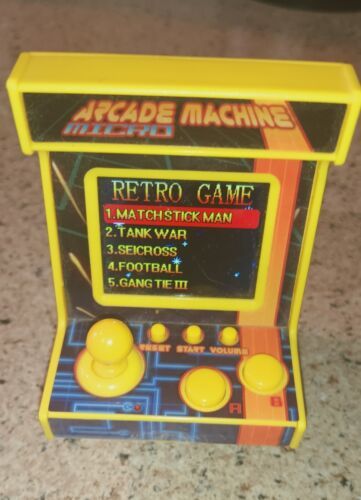 ARCADE MACHINE
MICRO
RETRO GAME
1.MATCHSTICK MAN
2.TANK WAR
3.SEICROSS
4.FOOTBALL
5.GANG TIE III
RESET START VOLUME
A B